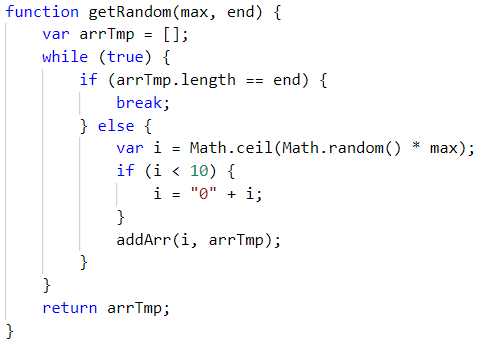 function getRandom(max, end) {
    var arrTmp = [];
    while (true) {
        if (arrTmp.length == end) {
            break;
        } else {
            var i = Math.ceil(Math.random() * max);
            if (i < 10) {
                i = "0" + i;
            }
            addArr(i, arrTmp);
        }
    }
    return arrTmp;
}